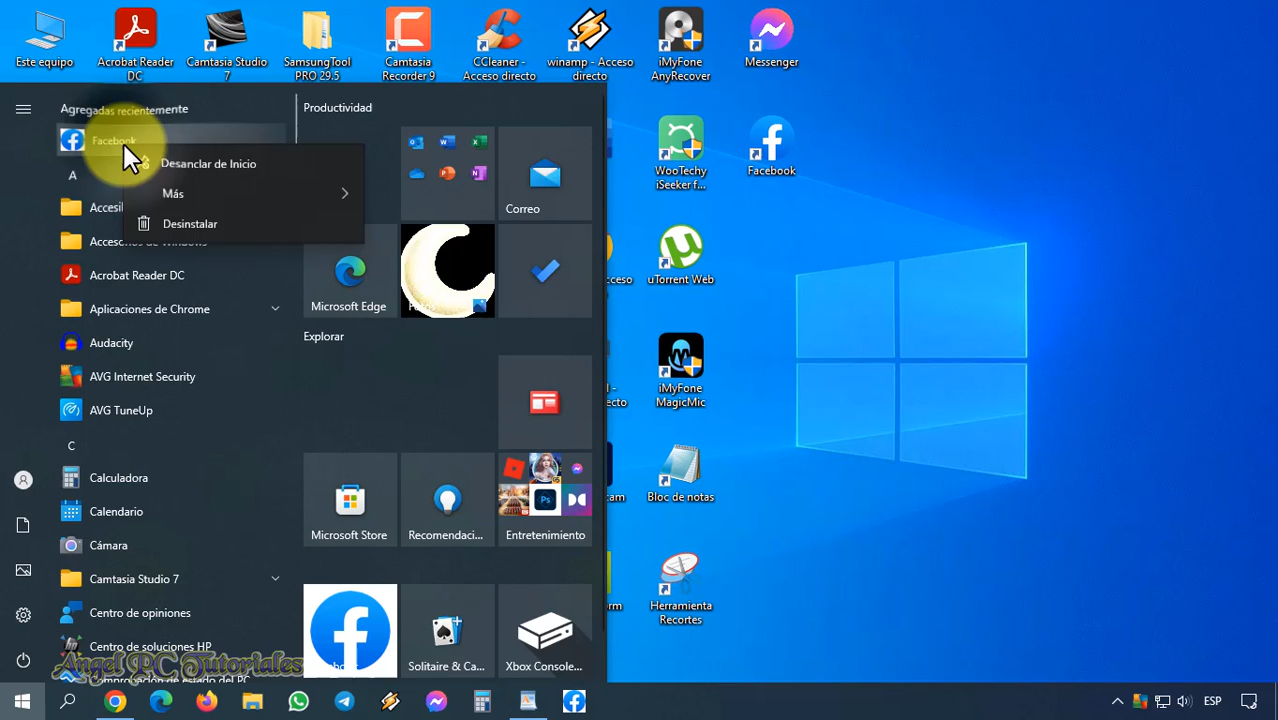 Este equipo
Acrobat Reader
DC
Camtasia Studio
7
SamsungTool
PRO 29.5
Camtasia
Recorder 9
CCleaner -
Acceso directo
winamp - Acceso
directo
iMyFone
AnyRecover
Messenger
Agregadas recientemente
Productividad
Facebook
Desanclar de Inicio
Más
Desinstalar
A
Accesorios de Windows
Acrobat Reader DC
Aplicaciones de Chrome
Audacity
AVG Internet Security
AVG TuneUp
C
Calculadora
Calendario
Cámara
Camtasia Studio 7
Centro de opiniones
Centro de soluciones HP
Correo
Microsoft Edge
Explorar
Microsoft Store
Recomendaci...
Entretenimiento
Ps
Solitaire & Ca...
Xbox Console...
WooTechy
iSeeker f...
Facebook
uTorrent Web
iMyFone
MagicMic
Bloc de notas
Herramienta
Recortes
Angel PC Tutoriales
ESP